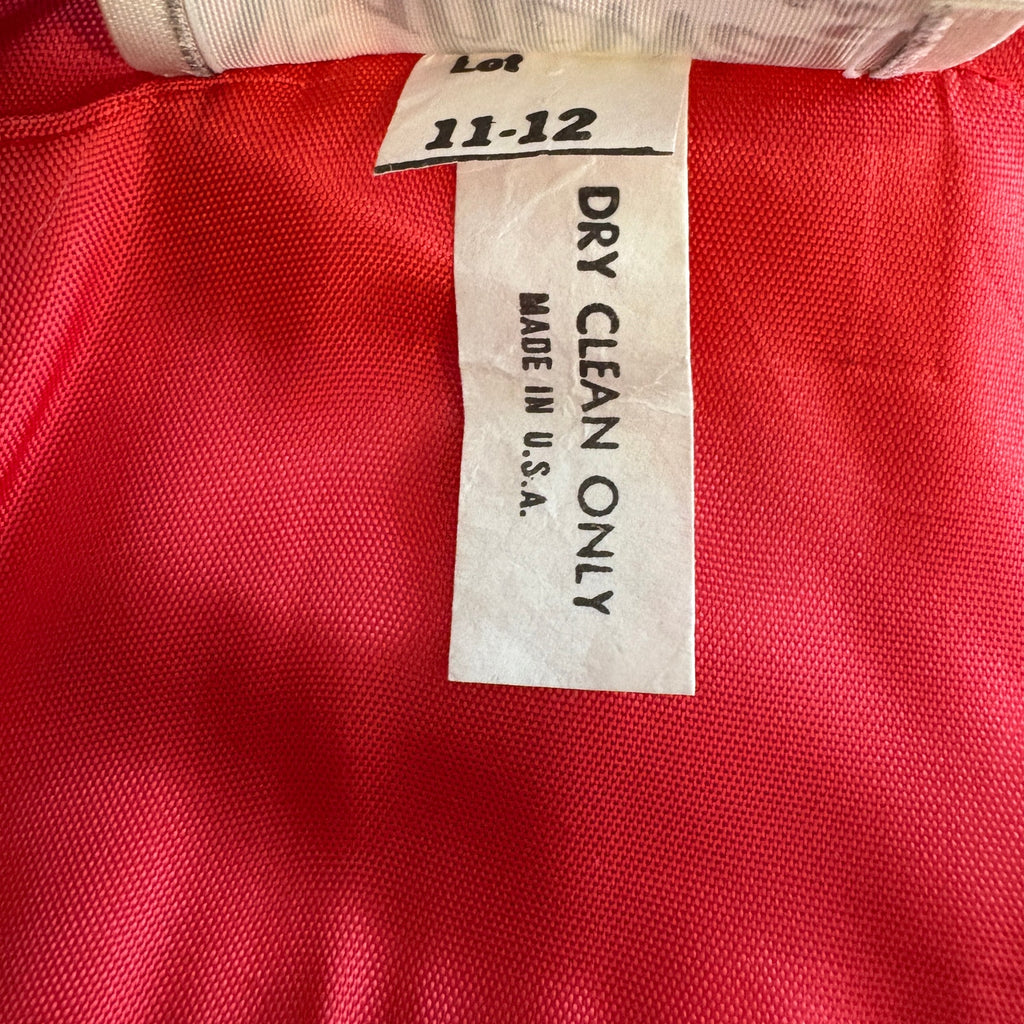 Lot
11-12
DRY CLEAN ONLY
MADE IN U.S.A.